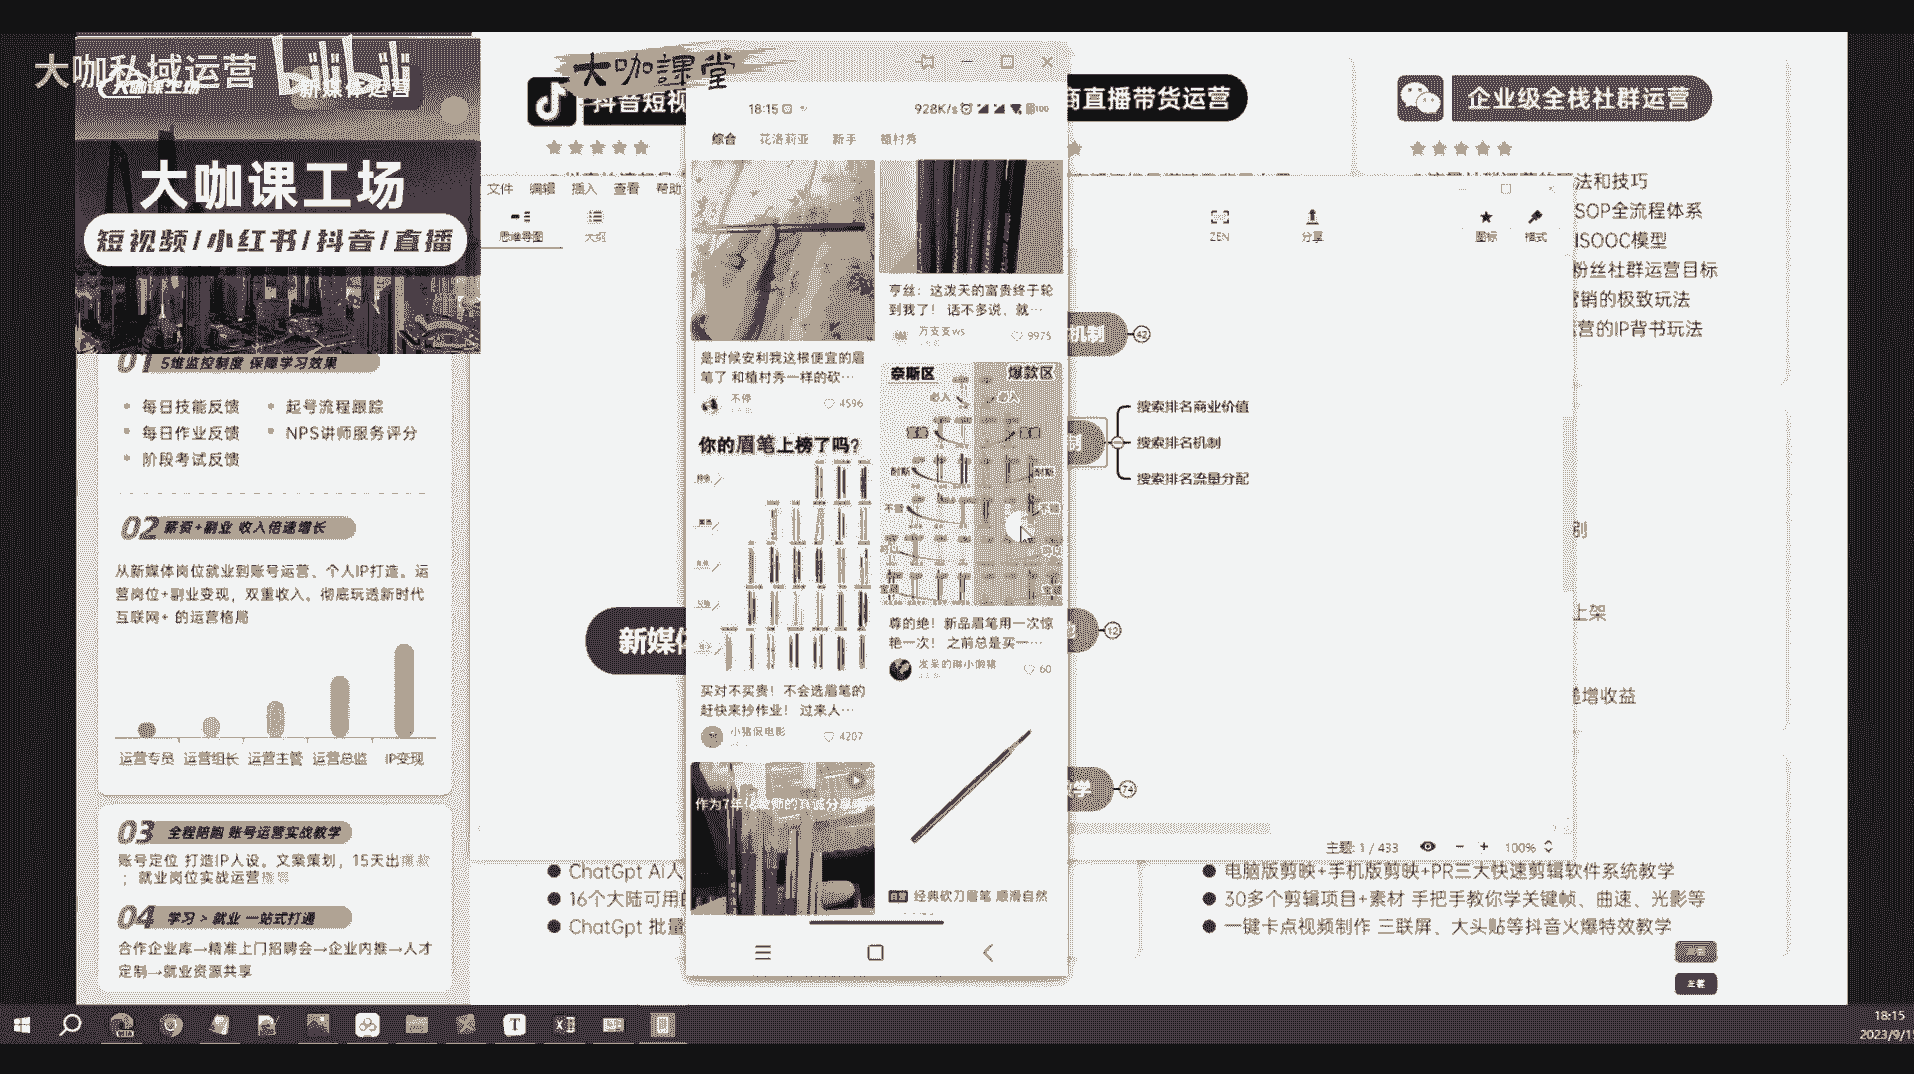 大咖私域运营
bilibili
新媒体运营
大咖课工场
短视频/小红书/抖音/直播
01 5维监控制度 保障学习效果
每日技能反馈
起号流程跟踪
每日作业反馈
NPS讲师服务评分
阶段考试反馈
02 薪资+副业 收入倍速增长
从新媒体岗位就业到账号运营、个人IP打造。运
营岗位+副业变现，双重收入。彻底玩透新时代
互联网+ 的运营格局
运营专员 运营组长 运营主管 运营总监 IP变现
03 全程陪跑 账号运营实战教学
账号定位 打造IP人设。文案策划，15天出爆款
；就业岗位实战运营
04 学习 > 就业 一站式打通
合作企业库→精准上门招聘会→企业内推→人才
定制→就业资源共享
大咖課堂
抖音短视
商直播带货运营
企业级全栈社群运营
法和技巧
SOP全流程体系
ISOOC模型
粉丝社群运营目标
营销的极致玩法
运营的IP背书玩法
文件 编辑 插入 查看 帮助
思维导图
大纲
ZEN
分享
图标
格式
18:15
928K/s
100
综合 花洛莉亚 新手 植村秀
是时候安利我这根便宜的眉
笔了 和植村秀一样的砍…
不停
4596
亨丝：这泼天的富贵终于轮
到我了！ 话不多说、就…
万支支ws
9975
你的眉笔上榜了吗?
买对不买贵！ 不会选眉笔的
赶快来抄作业！ 过来人…
小猪侃电影
4207
奈斯区
爆款区
必入
必入
耐斯
耐斯
不错
不错
尊的绝！新品眉笔用一次惊
艳一次！ 之前总是买一…
60
作为7年化妆师的真诚分享
经典砍刀眉笔 顺滑自然
机制
42
制
搜索排名商业价值
搜索排名机制
搜索排名流量分配
新媒体
12
学
74
主题: 1 / 433
100%
别
上架
递增收益
ChatGpt AI人
16个大陆可用的
ChatGpt 批量
电脑版剪映+手机版剪映+PR三大快速剪辑软件系统教学
30多个剪辑项目+素材 手把手教你学关键帧、曲速、光影等
一键卡点视频制作 三联屏、大头贴等抖音火爆特效教学
18:15